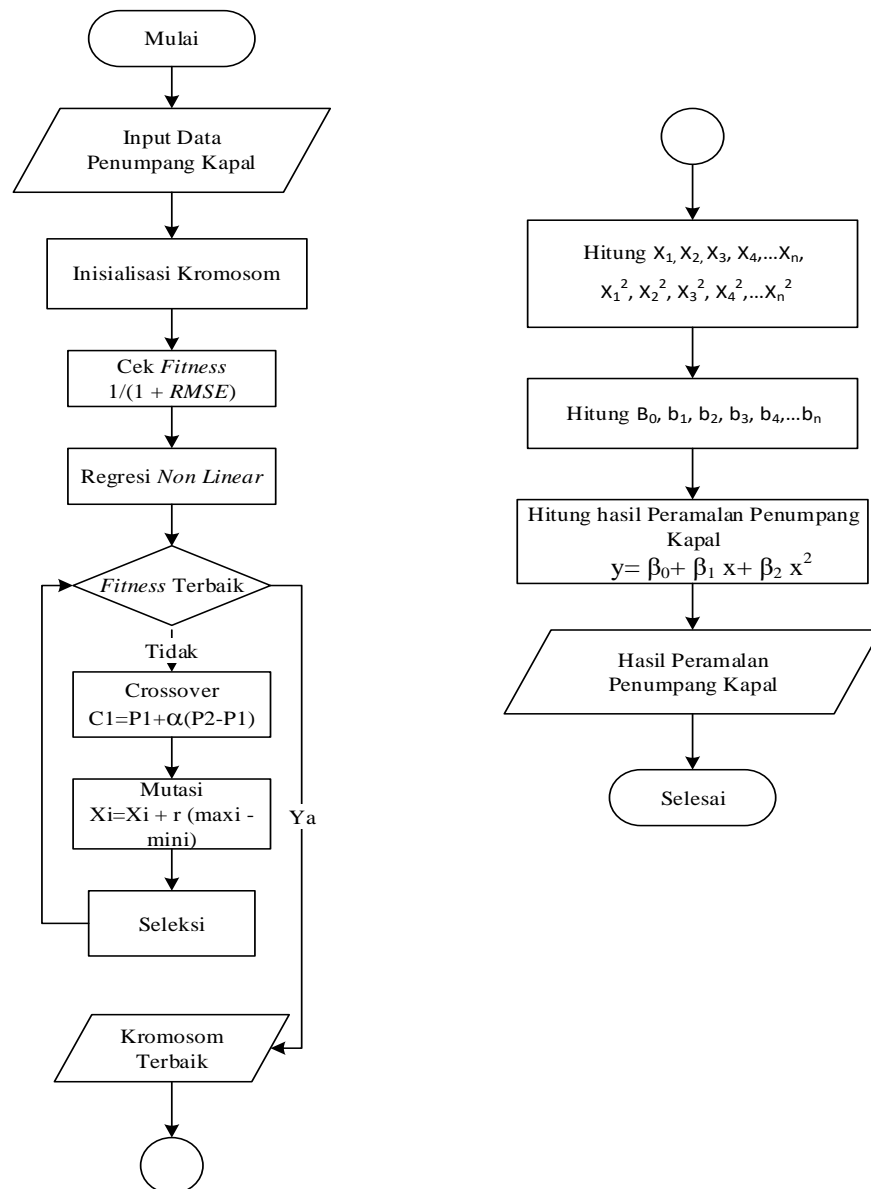 Mulai
Input Data
Penumpang Kapal
Inisialisasi Kromosom
Cek Fitness
1/(1 + RMSE)
Regresi Non Linear
Fitness Terbaik
Tidak
Crossover
C1=P1+α(P2-P1)
Mutasi
Xi=Xi + r (maxi -
mini)
Ya
Seleksi
Kromosom
Terbaik
Hitung X₁, X₂, X₃, X₄,...Xₙ,
X₁², X₂², X₃², X₄²,...Xₙ²
Hitung B₀, b₁, b₂, b₃, b₄,...bₙ
Hitung hasil Peramalan Penumpang
Kapal
y= β₀+ β₁ x+ β₂ x²
Hasil Peramalan
Penumpang Kapal
Selesai